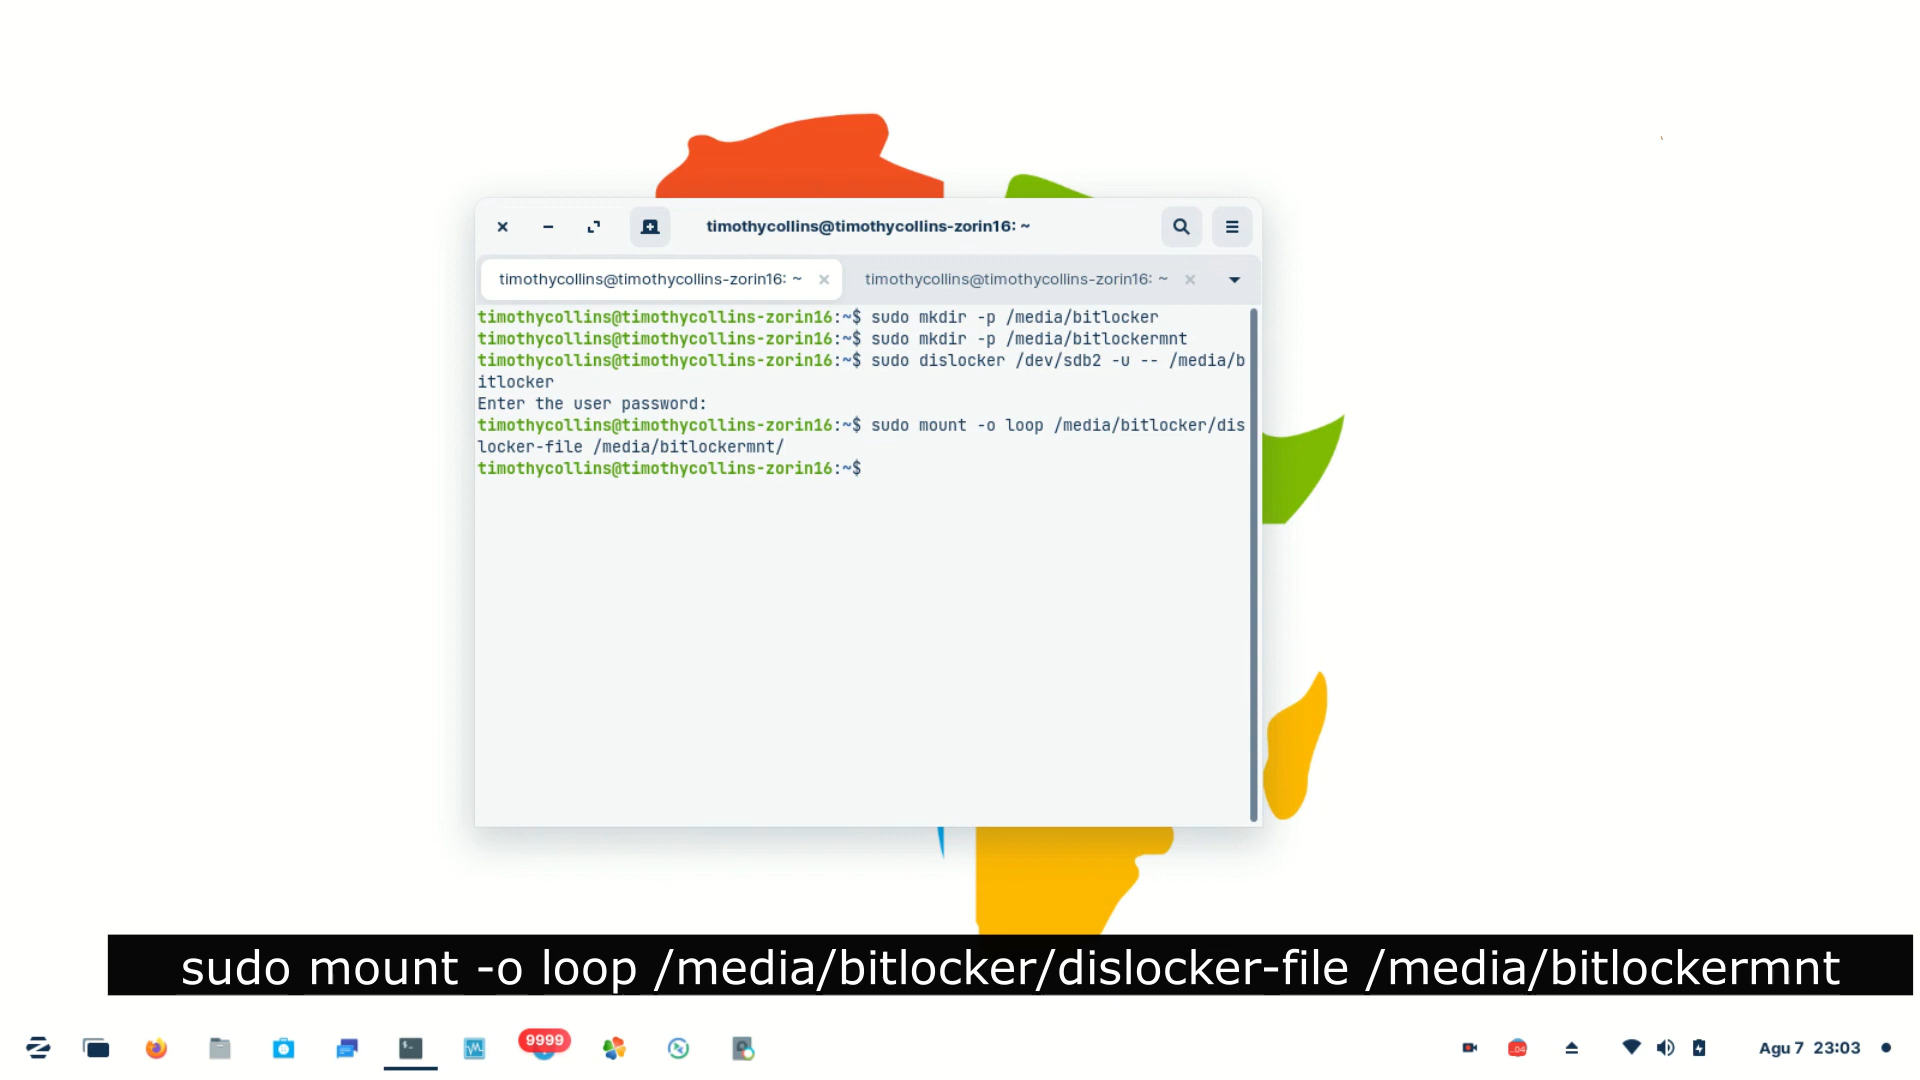 timothycollins@timothycollins-zorin16: ~
timothycollins@timothycollins-zorin16: ~
timothycollins@timothycollins-zorin16: ~
timothycollins@timothycollins-zorin16:~$ sudo mkdir -p /media/bitlocker
timothycollins@timothycollins-zorin16:~$ sudo mkdir -p /media/bitlockermnt
timothycollins@timothycollins-zorin16:~$ sudo dislocker /dev/sdb2 -u -- /media/b
itlocker
Enter the user password:
timothycollins@timothycollins-zorin16:~$ sudo mount -o loop /media/bitlocker/dis
locker-file /media/bitlockermnt/
timothycollins@timothycollins-zorin16:~$
sudo mount -o loop /media/bitlocker/dislocker-file /media/bitlockermnt
9999
Agu 7 23:03